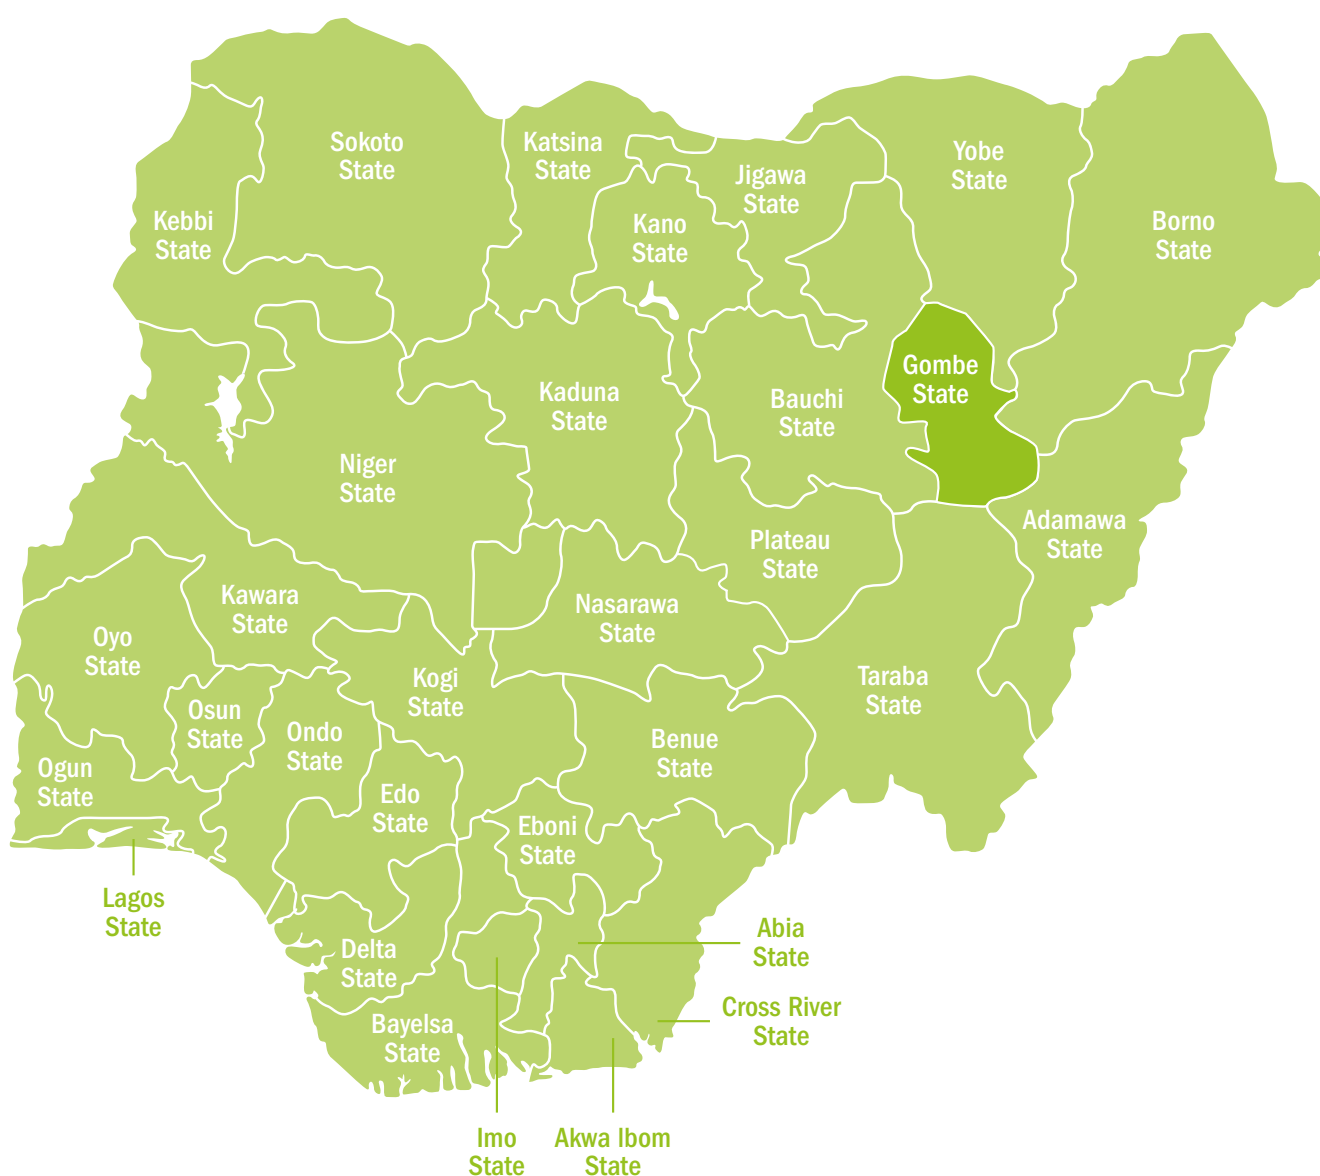 Sokoto
State
Katsina
State
Yobe
State
Jigawa
State
Kebbi
State
Kano
State
Borno
State
Gombe
State
Kaduna
State
Bauchi
State
Niger
State
Adamawa
State
Plateau
State
Kawara
State
Nasarawa
State
Oyo
State
Kogi
State
Taraba
State
Osun
State
Ondo
State
Benue
State
Ogun
State
Edo
State
Eboni
State
Lagos
State
Abia
State
Delta
State
Cross River
State
Bayelsa
State
Imo
State
Akwa Ibom
State